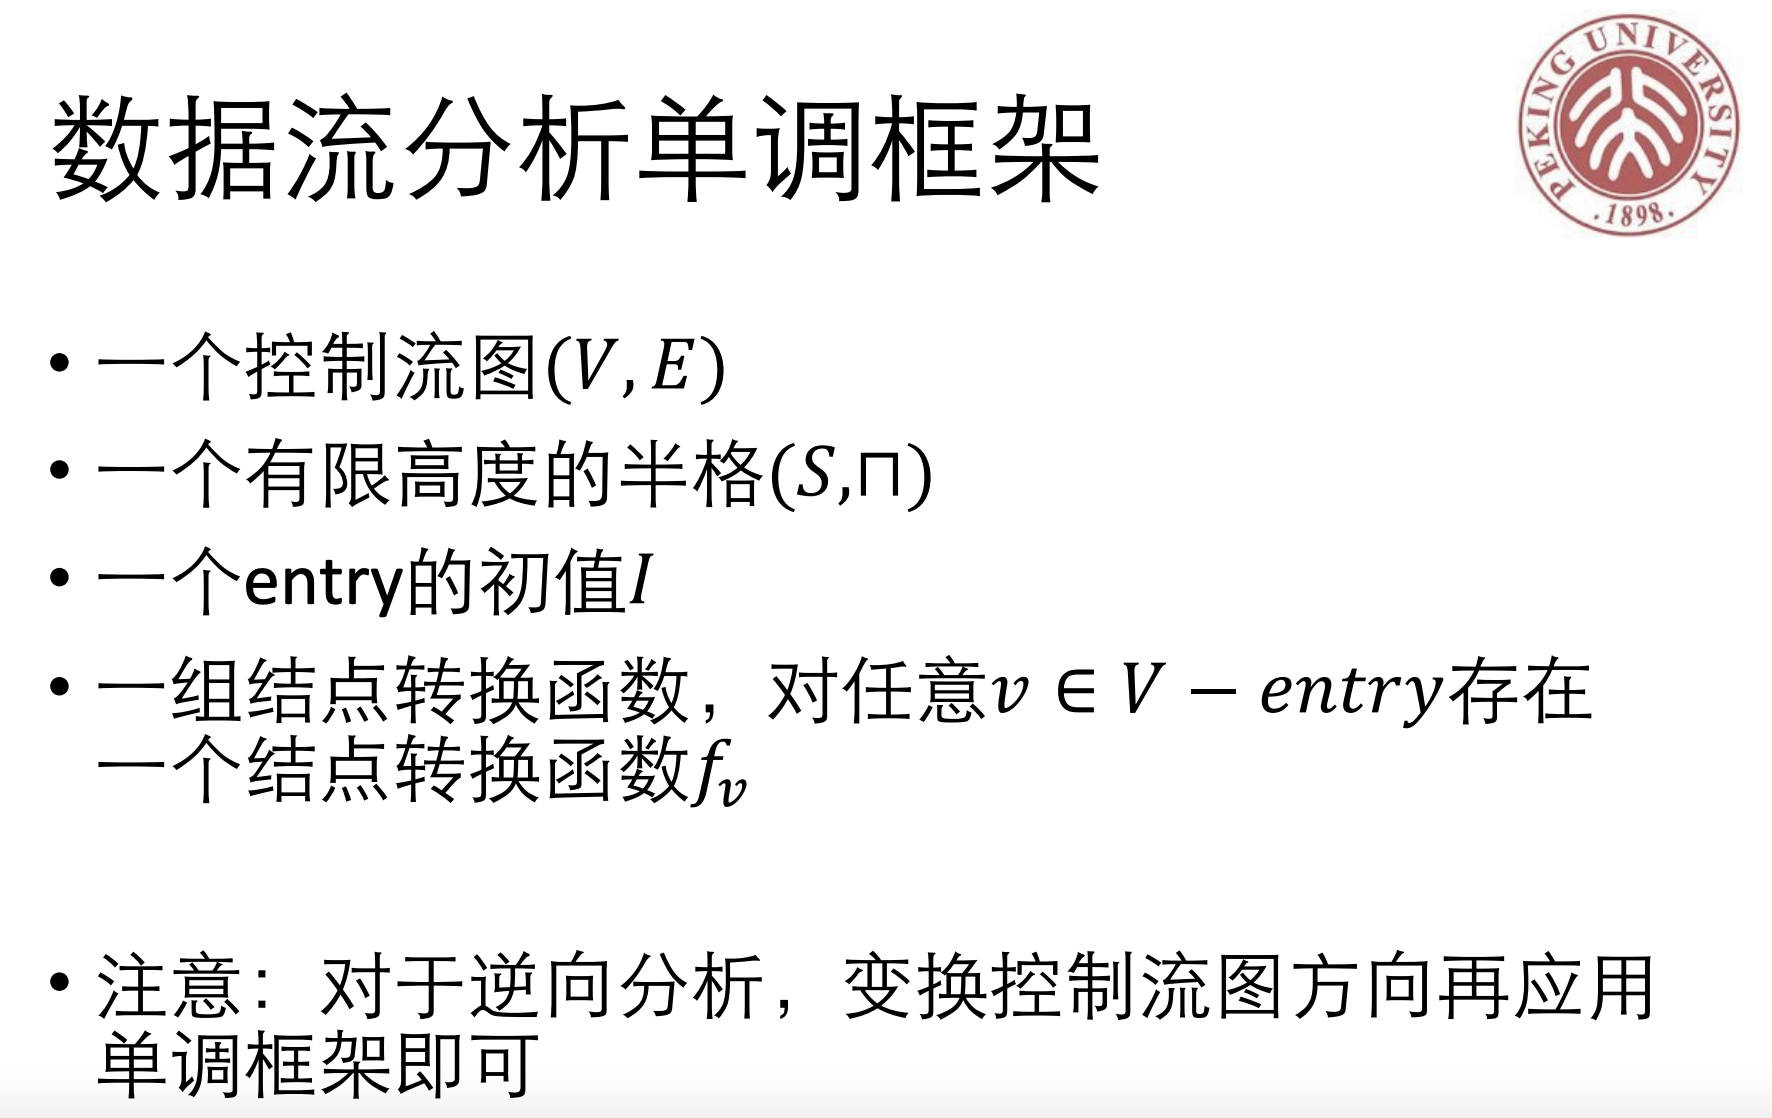 数据流分析单调框架
PEKING UNIVERSITY
·1898·
• 一个控制流图(V, E)
• 一个有限高度的半格(S,⊓)
• 一个entry的初值I
• 一组结点转换函数，对任意v ∈ V − entry存在
一个结点转换函数fᵥ
• 注意：对于逆向分析，变换控制流图方向再应用
单调框架即可